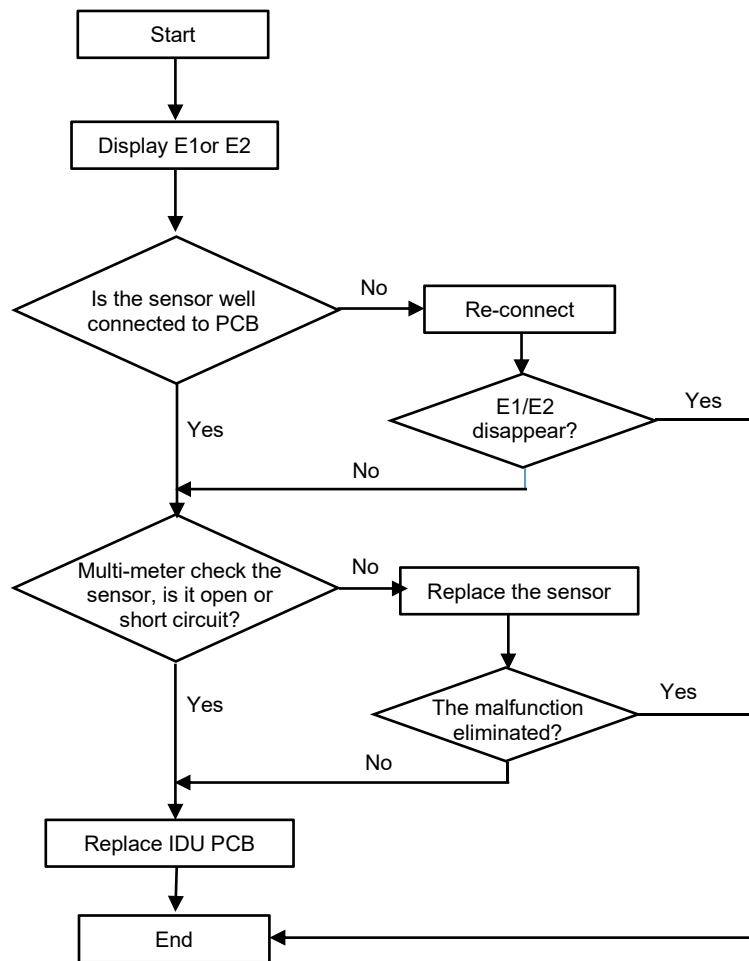 Start
Display E1or E2
Is the sensor well
connected to PCB
No
Re-connect
E1/E2
disappear?
Yes
Yes
No
Multi-meter check the
sensor, is it open or
short circuit?
No
Replace the sensor
Yes
The malfunction
eliminated?
Yes
No
Replace IDU PCB
End